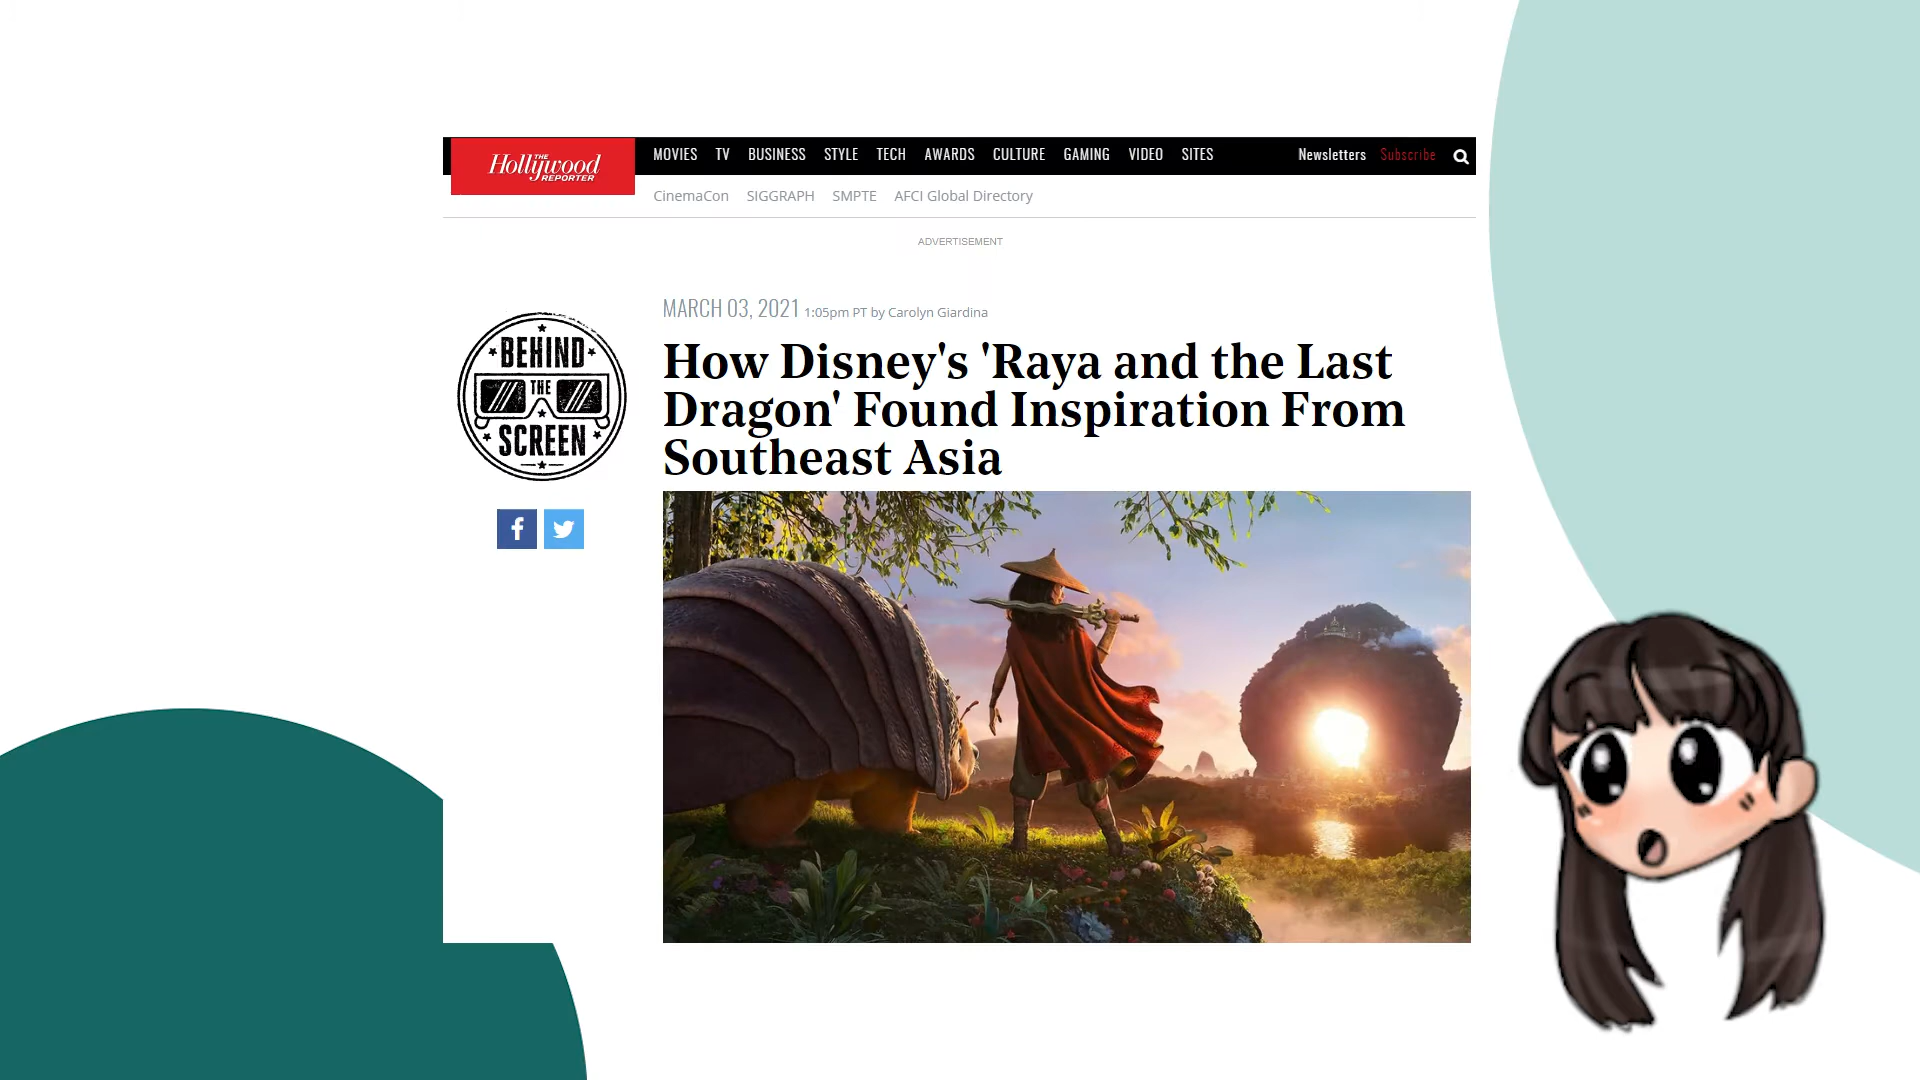 THE
Hollywood
REPORTER
MOVIES TV BUSINESS STYLE TECH AWARDS CULTURE GAMING VIDEO SITES Newsletters Subscribe
CinemaCon SIGGRAPH SMPTE AFCI Global Directory
ADVERTISEMENT
BEHIND
THE
SCREEN
MARCH 03, 2021 1:05pm PT by Carolyn Giardina
How Disney's 'Raya and the Last
Dragon' Found Inspiration From
Southeast Asia